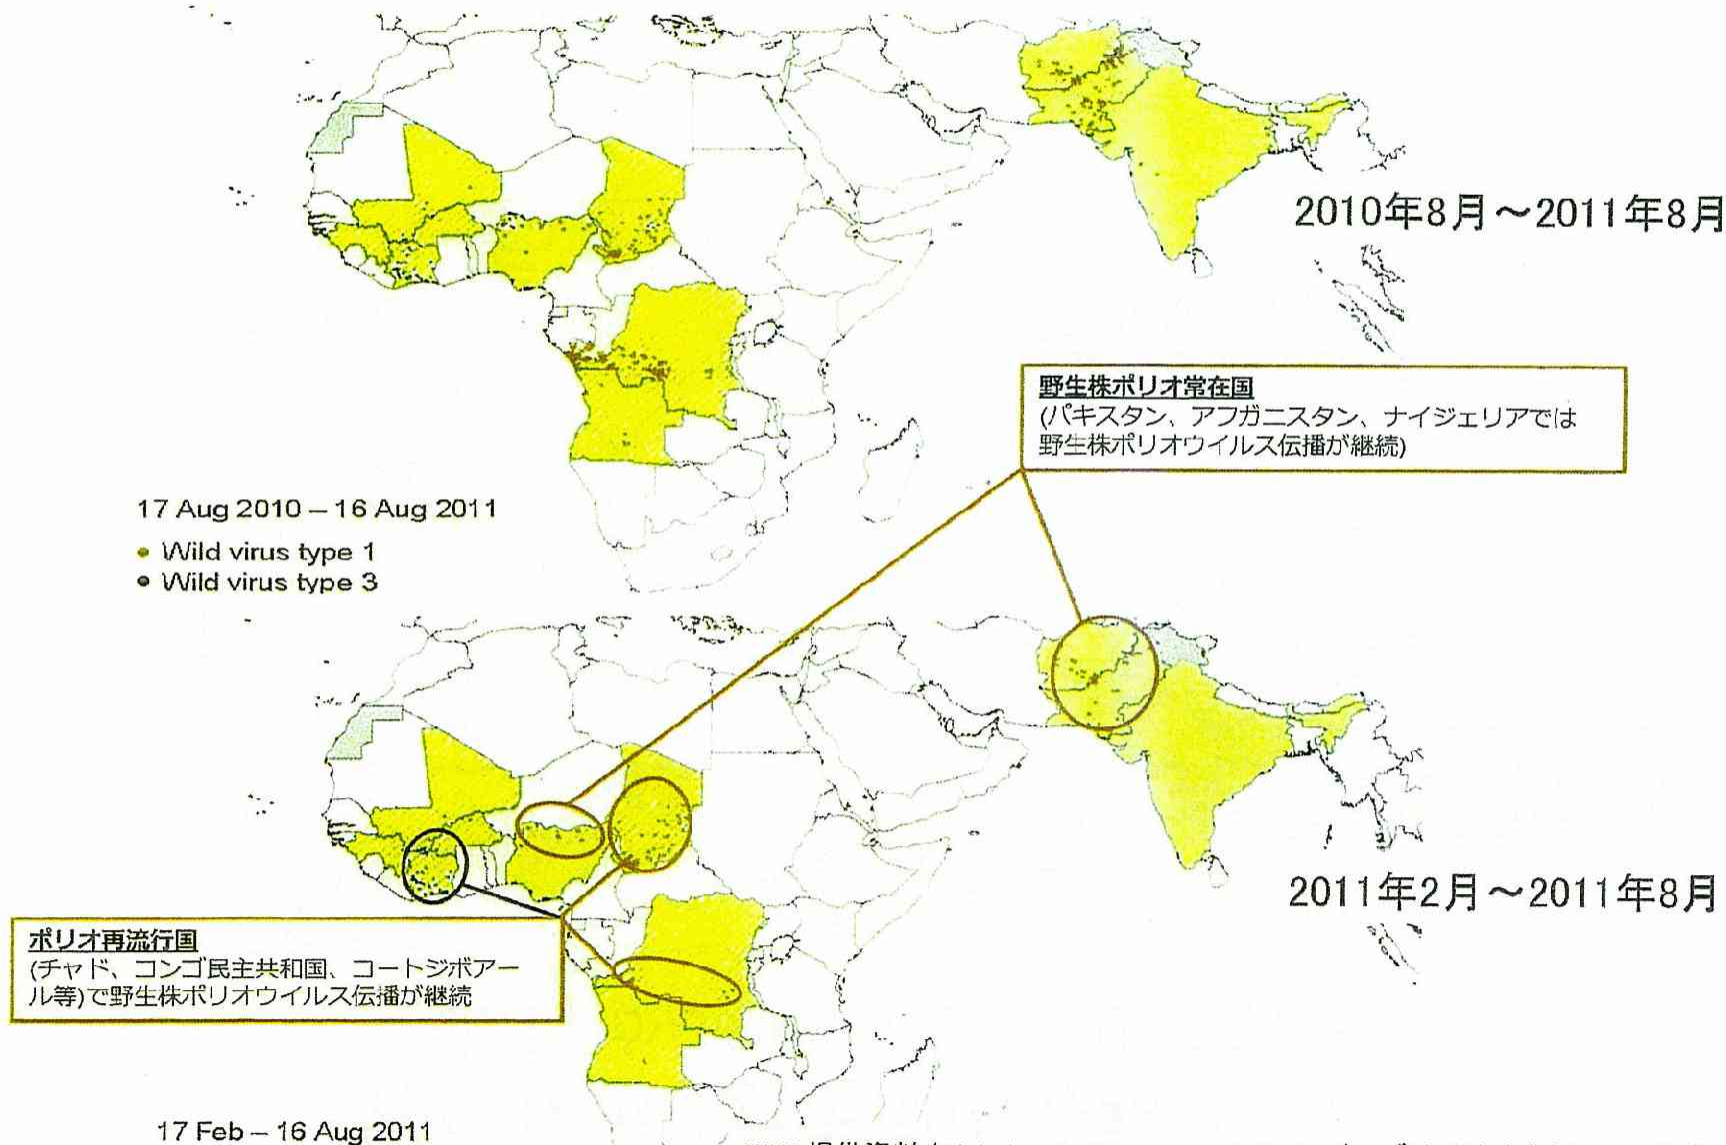 2010年8月～2011年8月
野生株ポリオ常在国
(パキスタン、アフガニスタン、ナイジェリアでは
野生株ポリオウイルス伝播が継続)
17 Aug 2010 – 16 Aug 2011
Wild virus type 1
Wild virus type 3
2011年2月～2011年8月
ポリオ再流行国
(チャド、コンゴ民主共和国、コートジボアー
ル等)で野生株ポリオウイルス伝播が継続
17 Feb – 16 Aug 2011